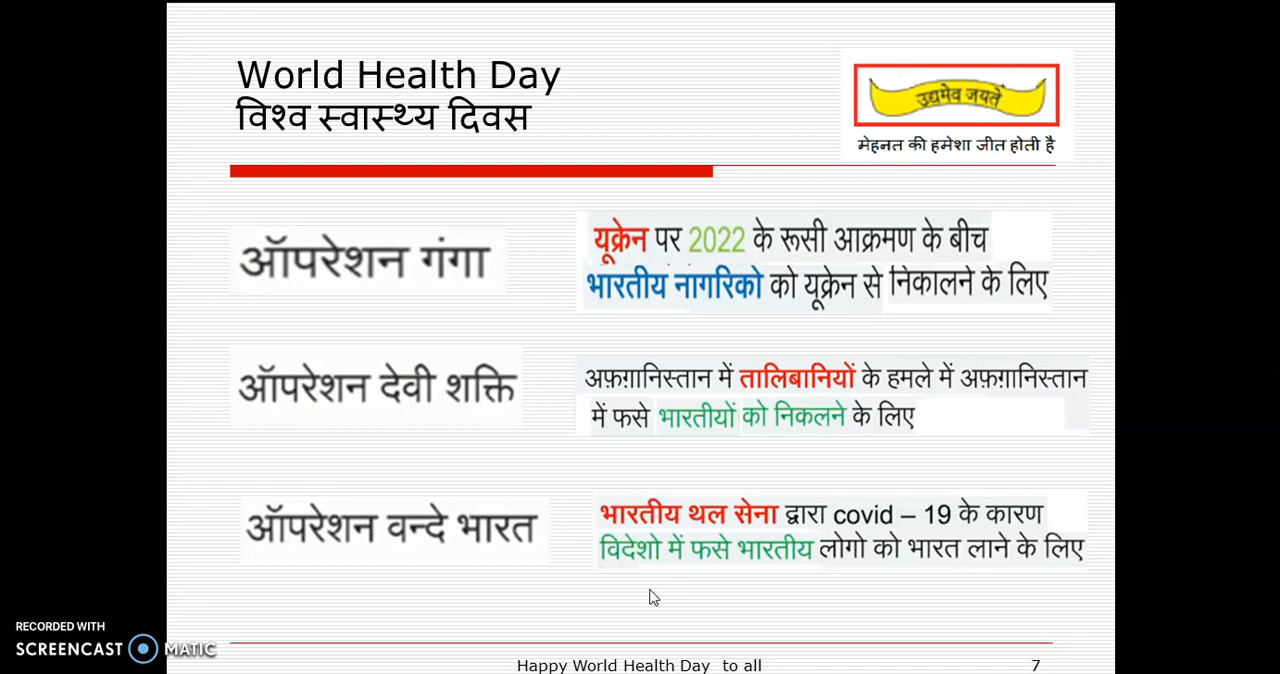 World Health Day
विश्व स्वास्थ्य दिवस
उद्यमेव जयते
मेहनत की हमेशा जीत होती है
ऑपरेशन गंगा
यूक्रेन पर 2022 के रूसी आक्रमण के बीच
भारतीय नागरिको को यूक्रेन से निकालने के लिए
ऑपरेशन देवी शक्ति
अफ़ग़ानिस्तान में तालिबानियों के हमले में अफ़ग़ानिस्तान
में फसे भारतीयों को निकलने के लिए
ऑपरेशन वन्दे भारत
भारतीय थल सेना द्वारा covid – 19 के कारण
विदेशो में फसे भारतीय लोगो को भारत लाने के लिए
RECORDED WITH
SCREENCAST MATIC
Happy World Health Day to all
7